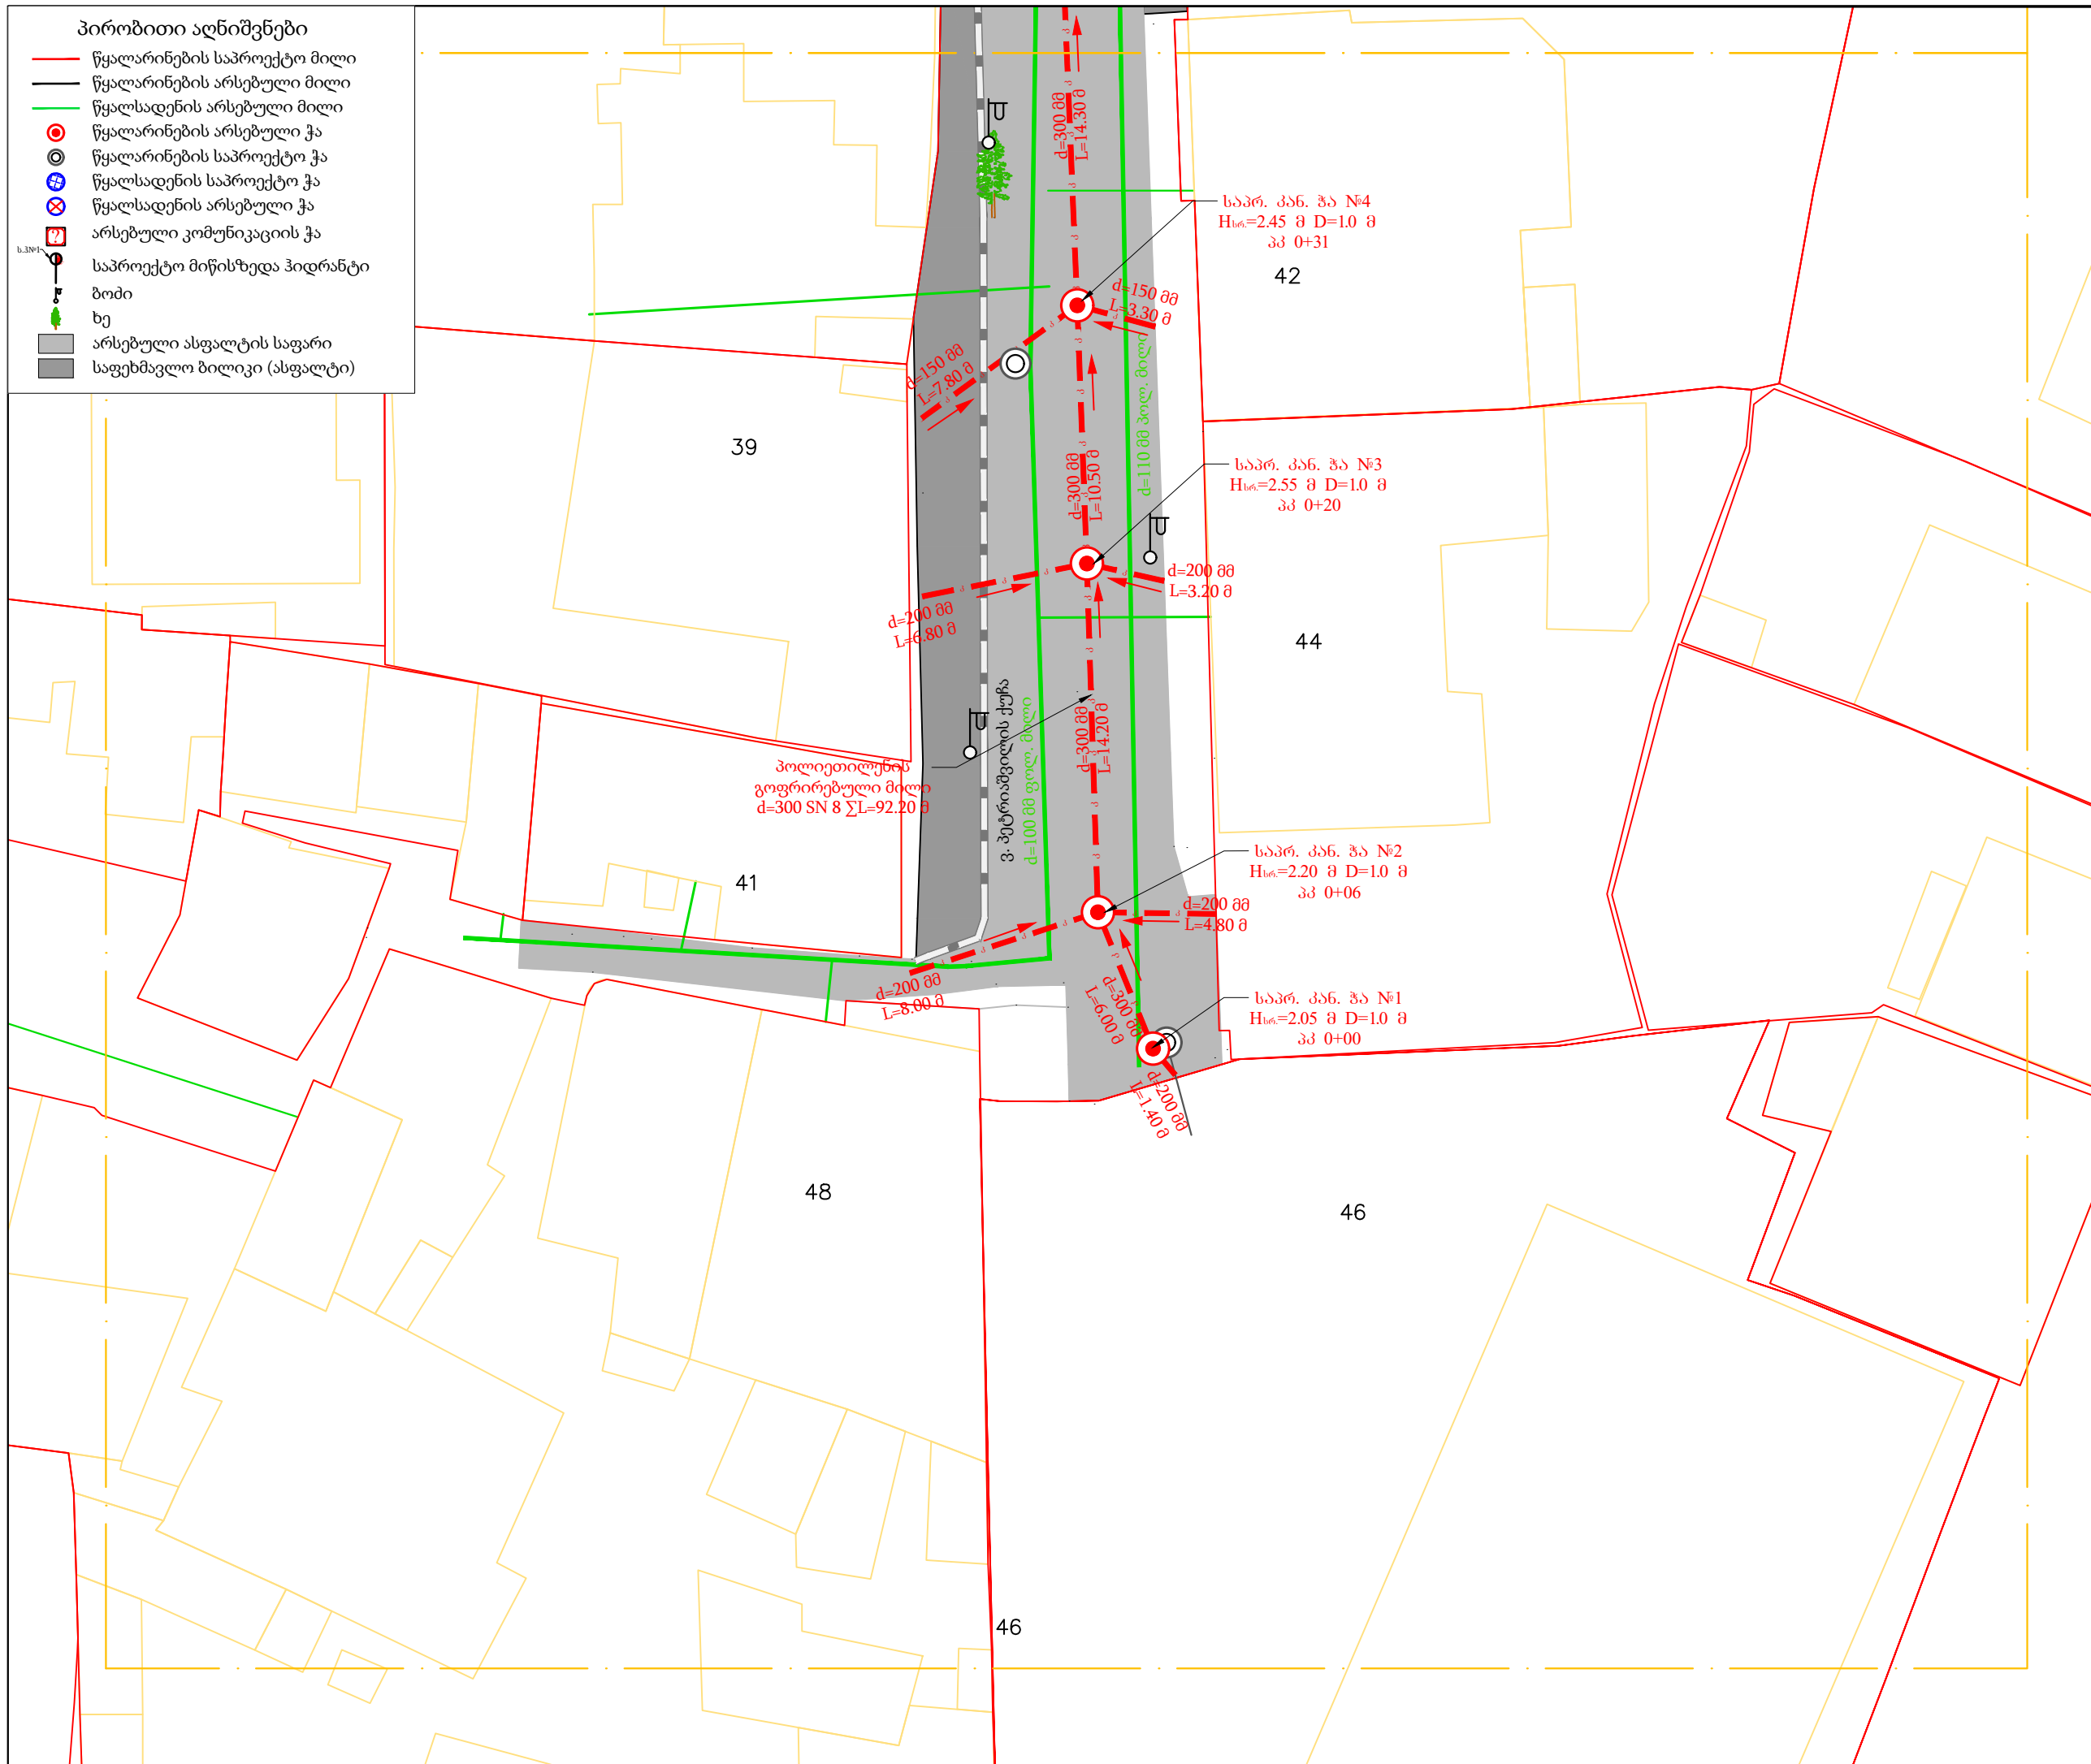 პირობითი აღნიშვნები
წყალარინების საპროექტო მილი
წყალარინების არსებული მილი
წყალსადენის არსებული მილი
წყალარინების არსებული ჭა
წყალარინების საპროექტო ჭა
წყალსადენის საპროექტო ჭა
წყალსადენის არსებული ჭა
?
არსებული კომუნიკაციის ჭა
საპროექტო მიწისზედა ჰიდრანტი
ბოძი
ხე
არსებული ასფალტის საფარი
საფეხმავლო ბილიკი (ასფალტი)
d=300 მმ
L=14.30 მ
საპრ. კან. ჭა №4
Hსრ.=2.45 მ D=1.0 მ
პკ 0+31
42
d=150 მმ
L=3.30 მ
d=150 მმ
L=7.80 მ
d=110 მმ პოლ. მილი
39
d=300 მმ
L=10.50 მ
საპრ. კან. ჭა №3
Hსრ.=2.55 მ D=1.0 მ
პკ 0+20
d=200 მმ
L=3.20 მ
d=200 მმ
L=6.80 მ
44
ვ. პეტრიაშვილის ქუჩა
d=100 მმ ფოლ. მილი
d=300 მმ
L=14.20 მ
პოლიეთილენის
გოფრირებული მილი
d=300 SN 8 ∑L=92.20 მ
41
საპრ. კან. ჭა №2
Hსრ.=2.20 მ D=1.0 მ
პკ 0+06
d=200 მმ
L=4.80 მ
d=200 მმ
L=8.00 მ
d=300 მმ
L=6.00 მ
საპრ. კან. ჭა №1
Hსრ.=2.05 მ D=1.0 მ
პკ 0+00
d=200 მმ
L=1.40 მ
48
46
46